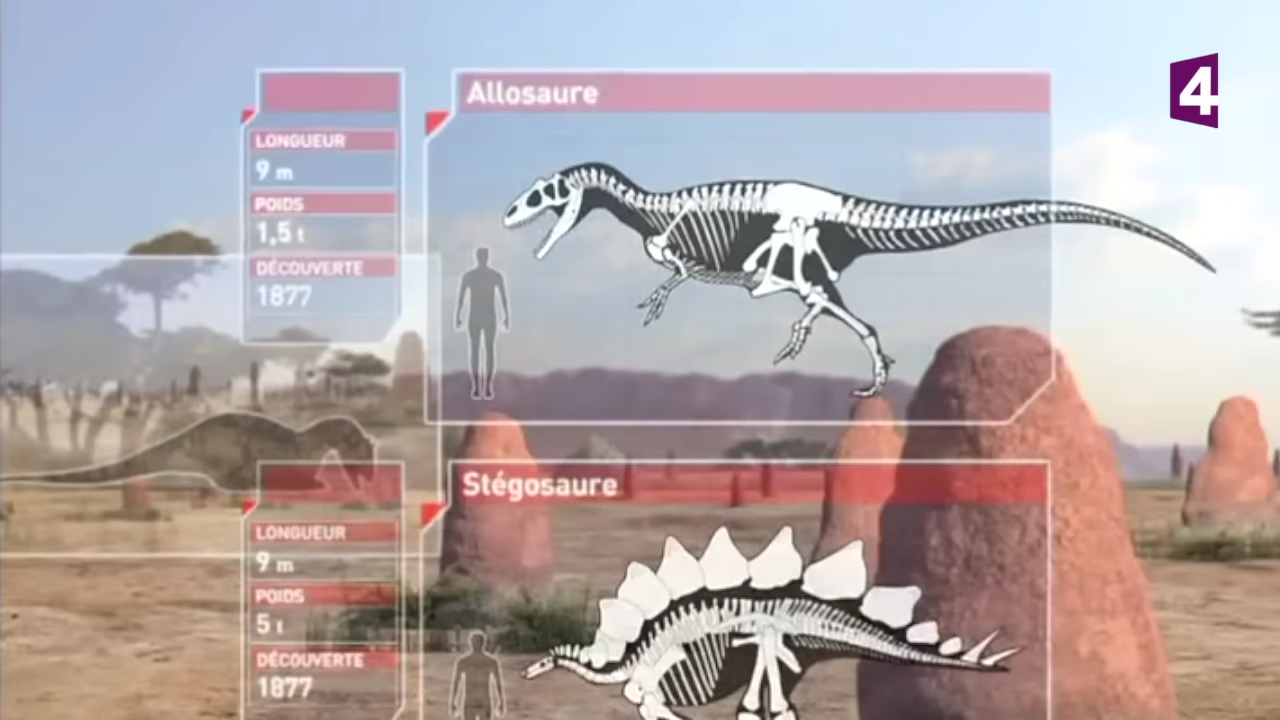 Allosaure
LONGUEUR
9 m
POIDS
1,5 t
DÉCOUVERTE
1877
4
Stégosaure
LONGUEUR
9 m
POIDS
5 t
DÉCOUVERTE
1877